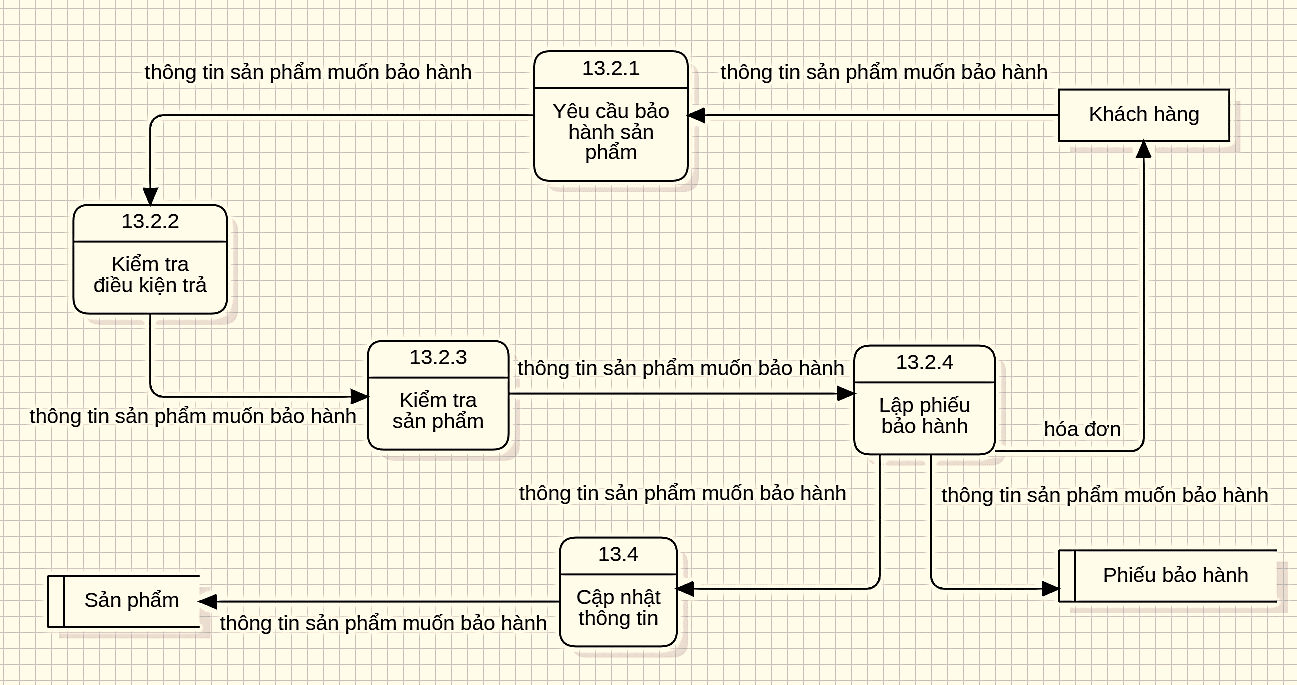 thông tin sản phẩm muốn bảo hành
13.2.1
Yêu cầu bảo
hành sản
phẩm
thông tin sản phẩm muốn bảo hành
Khách hàng
13.2.2
Kiểm tra
điều kiện trả
thông tin sản phẩm muốn bảo hành
13.2.3
Kiểm tra
sản phẩm
thông tin sản phẩm muốn bảo hành
13.2.4
Lập phiếu
bảo hành
hóa đơn
thông tin sản phẩm muốn bảo hành
thông tin sản phẩm muốn bảo hành
Phiếu bảo hành
13.4
Cập nhật
thông tin
thông tin sản phẩm muốn bảo hành
Sản phẩm